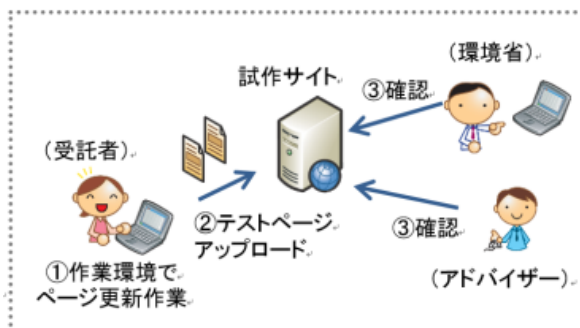 (環境省)
試作サイト
③確認
(受託者)
②テストページ
アップロード
③確認
①作業環境で
ページ更新作業
(アドバイザー)